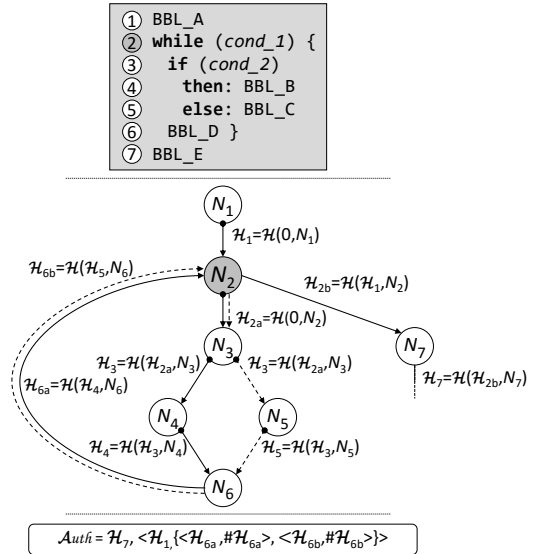 ① BBL_A
② while (cond_1) {
③ if (cond_2)
④ then: BBL_B
⑤ else: BBL_C
⑥ BBL_D }
⑦ BBL_E
N₁
ℋ₁=ℋ(0,N₁)
ℋ₆b=ℋ(ℋ₅,N₆)
N₂
ℋ₂b=ℋ(ℋ₁,N₂)
ℋ₂a=ℋ(0,N₂)
N₃
N₇
ℋ₃=ℋ(ℋ₂a,N₃)
ℋ₃=ℋ(ℋ₂a,N₃)
ℋ₇=ℋ(ℋ₂b,N₇)
ℋ₆a=ℋ(ℋ₄,N₆)
N₄
N₅
ℋ₄=ℋ(ℋ₃,N₄)
ℋ₅=ℋ(ℋ₃,N₅)
N₆
Auth = ℋ₇, <ℋ₁,{<ℋ₆a,#ℋ₆a>, <ℋ₆b,#ℋ₆b>}>